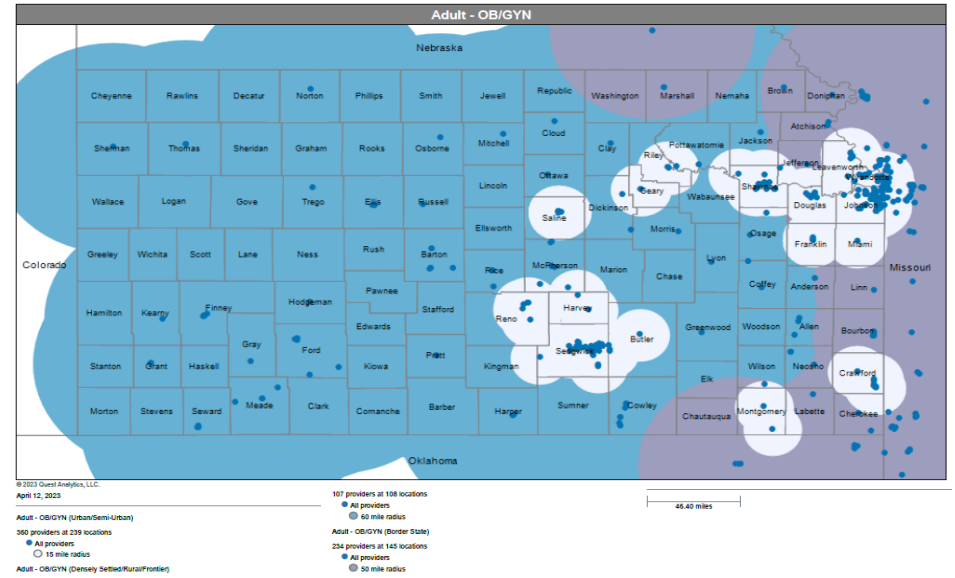 Adult - OB/GYN
Nebraska
Cheyenne Rawlins Decatur Norton Phillips Smith Jewell Republic Washington Marshall Nemaha Brown Doniphan
Atchison
Sherman Thomas Sheridan Graham Rooks Osborne Mitchell Cloud Clay Riley Pottawatomie Jackson Jefferson Leavenworth
Wyandotte
Wallace Logan Gove Trego Ellis Russell Lincoln Ottawa Geary Wabaunsee Shawnee Douglas Johnson
Saline Dickinson
Ellsworth Morris Osage Franklin Miami
Colorado
Greeley Wichita Scott Lane Ness Rush Barton Rice McPherson Marion Chase Lyon Coffey Anderson Linn
Missouri
Hamilton Kearny Finney Hodgeman Pawnee Stafford Reno Harvey
Gray Ford Edwards Butler Greenwood Woodson Allen Bourbon
Stanton Grant Haskell Kiowa Pratt Kingman Sedgwick Elk Wilson Neosho Crawford
Morton Stevens Seward Meade Clark Comanche Barber Harper Sumner Cowley Chautauqua Montgomery Labette Cherokee
Oklahoma
© 2023 Quest Analytics, LLC.
April 12, 2023
Adult - OB/GYN (Urban/Semi-Urban)
360 providers at 239 locations
All providers
15 mile radius
Adult - OB/GYN (Densely Settled/Rural/Frontier)
107 providers at 108 locations
All providers
60 mile radius
Adult - OB/GYN (Border State)
234 providers at 145 locations
All providers
50 mile radius
46.40 miles